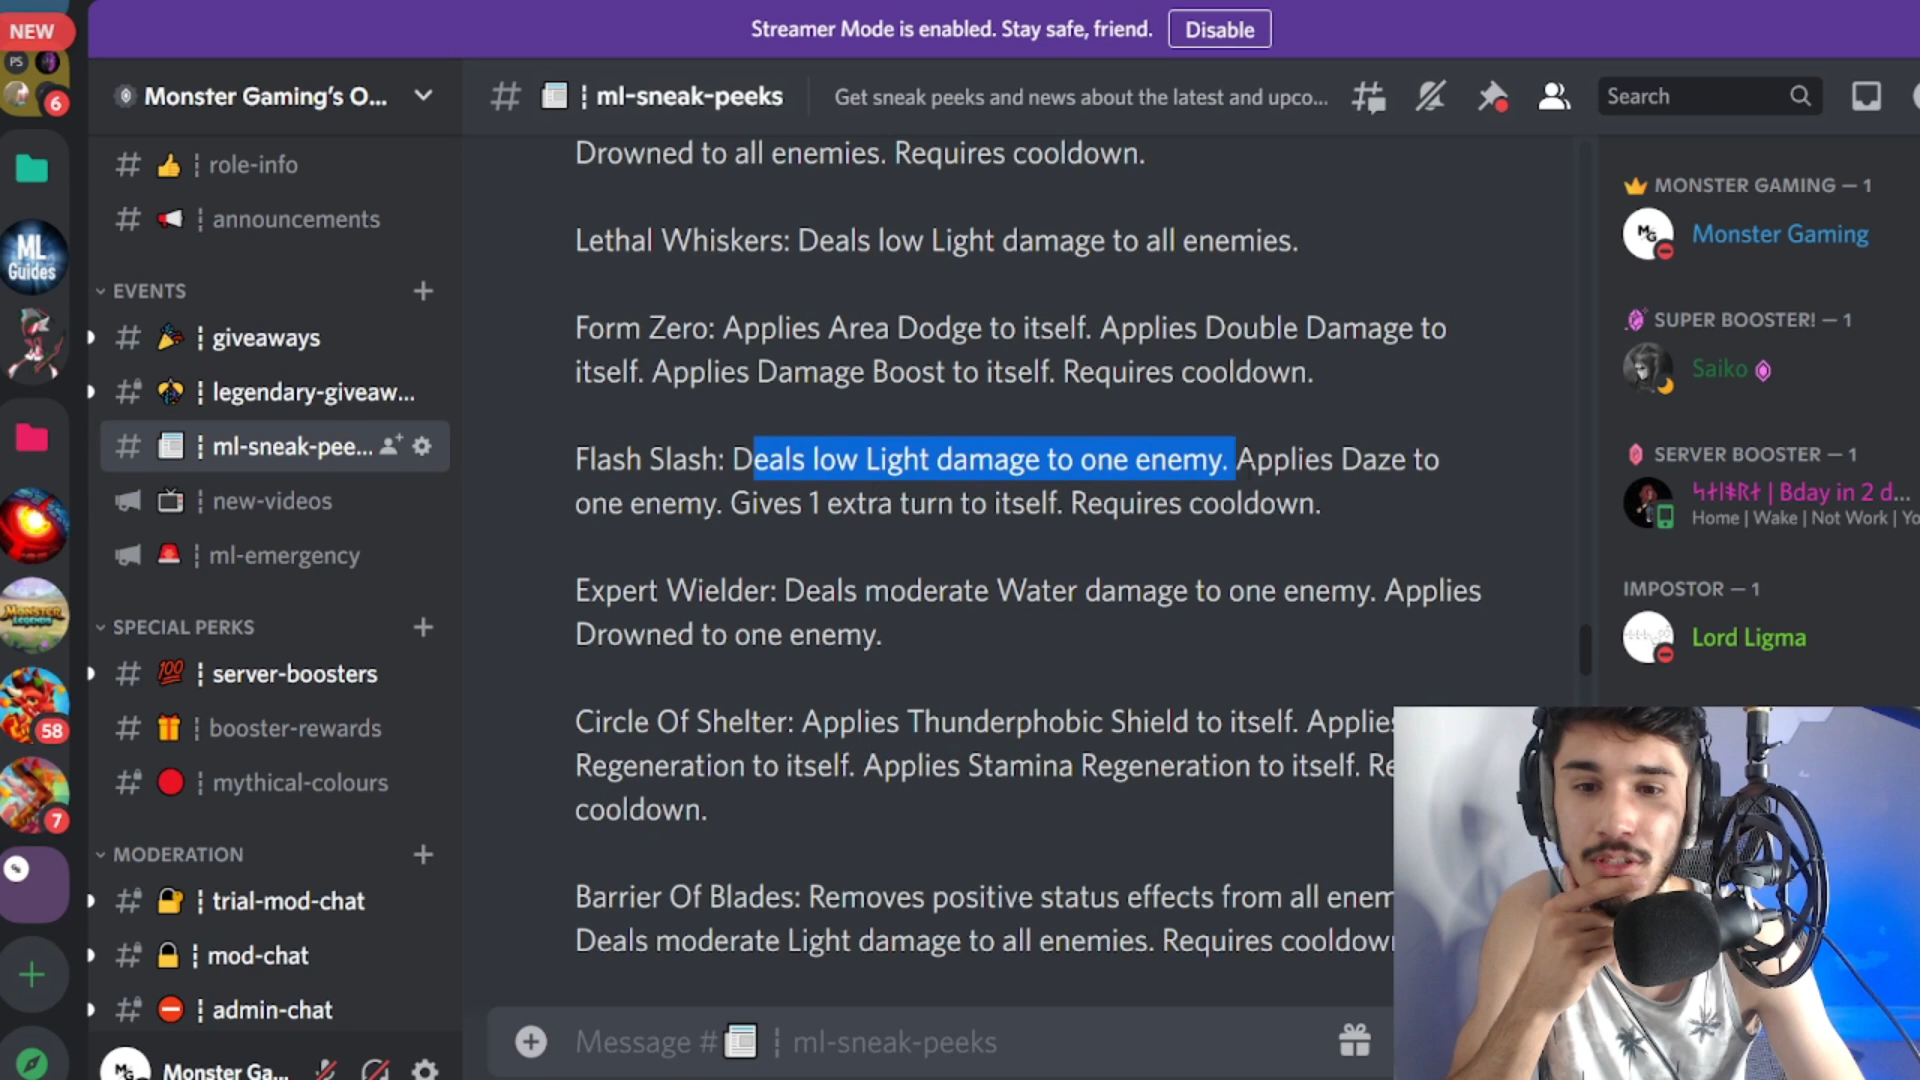 Streamer Mode is enabled. Stay safe, friend. Disable
NEW
PS
6
ML
Guides
MONSTER
LEGENDS
58
7
Monster Gaming's O...
role-info
announcements
EVENTS
giveaways
legendary-giveaw...
ml-sneak-pee...
new-videos
ml-emergency
SPECIAL PERKS
100 server-boosters
booster-rewards
mythical-colours
MODERATION
trial-mod-chat
mod-chat
admin-chat
MG Monster Ga...
# ml-sneak-peeks Get sneak peeks and news about the latest and upco... Search
Drowned to all enemies. Requires cooldown.
Lethal Whiskers: Deals low Light damage to all enemies.
Form Zero: Applies Area Dodge to itself. Applies Double Damage to
itself. Applies Damage Boost to itself. Requires cooldown.
Flash Slash: Deals low Light damage to one enemy. Applies Daze to
one enemy. Gives 1 extra turn to itself. Requires cooldown.
Expert Wielder: Deals moderate Water damage to one enemy. Applies
Drowned to one enemy.
Circle Of Shelter: Applies Thunderphobic Shield to itself. Applies
Regeneration to itself. Applies Stamina Regeneration to itself. Re
cooldown.
Barrier Of Blades: Removes positive status effects from all enem
Deals moderate Light damage to all enemies. Requires cooldow
Message # ml-sneak-peeks
MONSTER GAMING — 1
MG Monster Gaming
SUPER BOOSTER! — 1
Saiko
SERVER BOOSTER — 1
| Bday in 2 d...
Home | Wake | Not Work | Yo
IMPOSTOR — 1
Lord Ligma